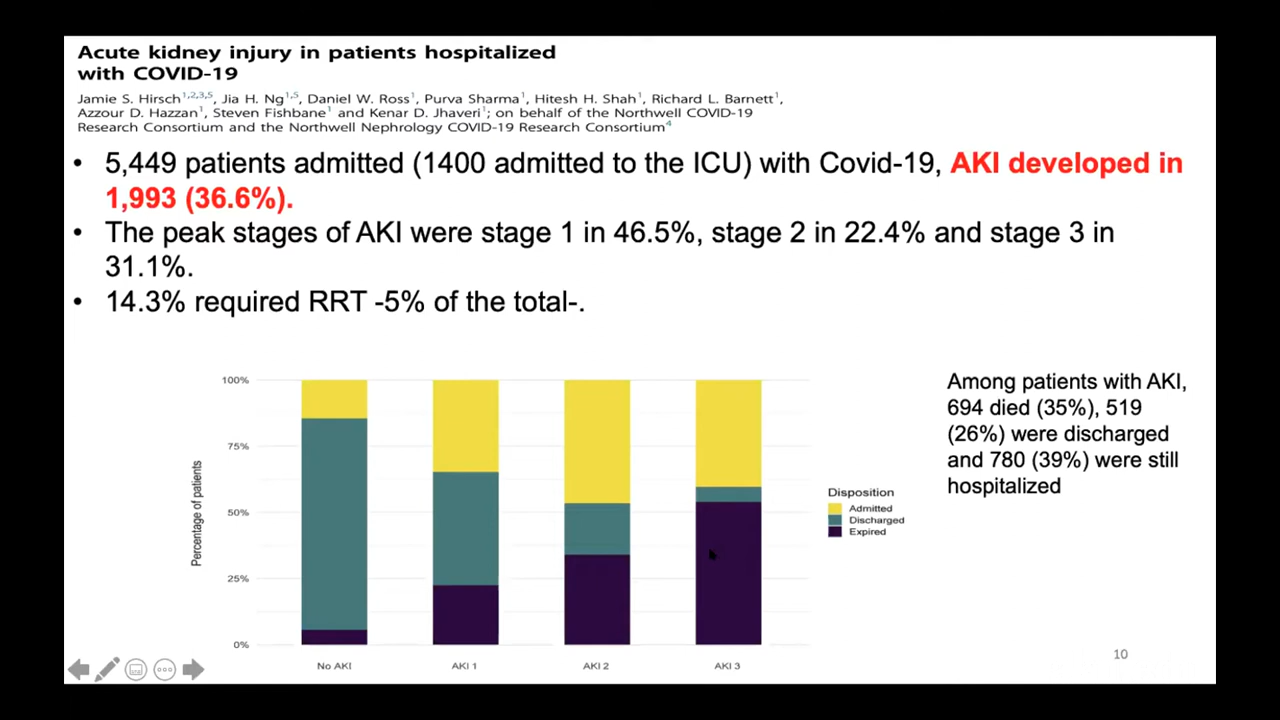 Acute kidney injury in patients hospitalized
with COVID-19
Jamie S. Hirsch1,2,3,5, Jia H. Ng1,5, Daniel W. Ross1, Purva Sharma1, Hitesh H. Shah1, Richard L. Barnett1,
Azzour D. Hazzan1, Steven Fishbane1 and Kenar D. Jhaveri1; on behalf of the Northwell COVID-19
Research Consortium and the Northwell Nephrology COVID-19 Research Consortium4
• 5,449 patients admitted (1400 admitted to the ICU) with Covid-19, AKI developed in
1,993 (36.6%).
• The peak stages of AKI were stage 1 in 46.5%, stage 2 in 22.4% and stage 3 in
31.1%.
• 14.3% required RRT -5% of the total-.
Among patients with AKI,
694 died (35%), 519
(26%) were discharged
and 780 (39%) were still
hospitalized
Percentage of patients
100%
75%
50%
25%
0%
No AKI
AKI 1
AKI 2
AKI 3
Disposition
Admitted
Discharged
Expired
10